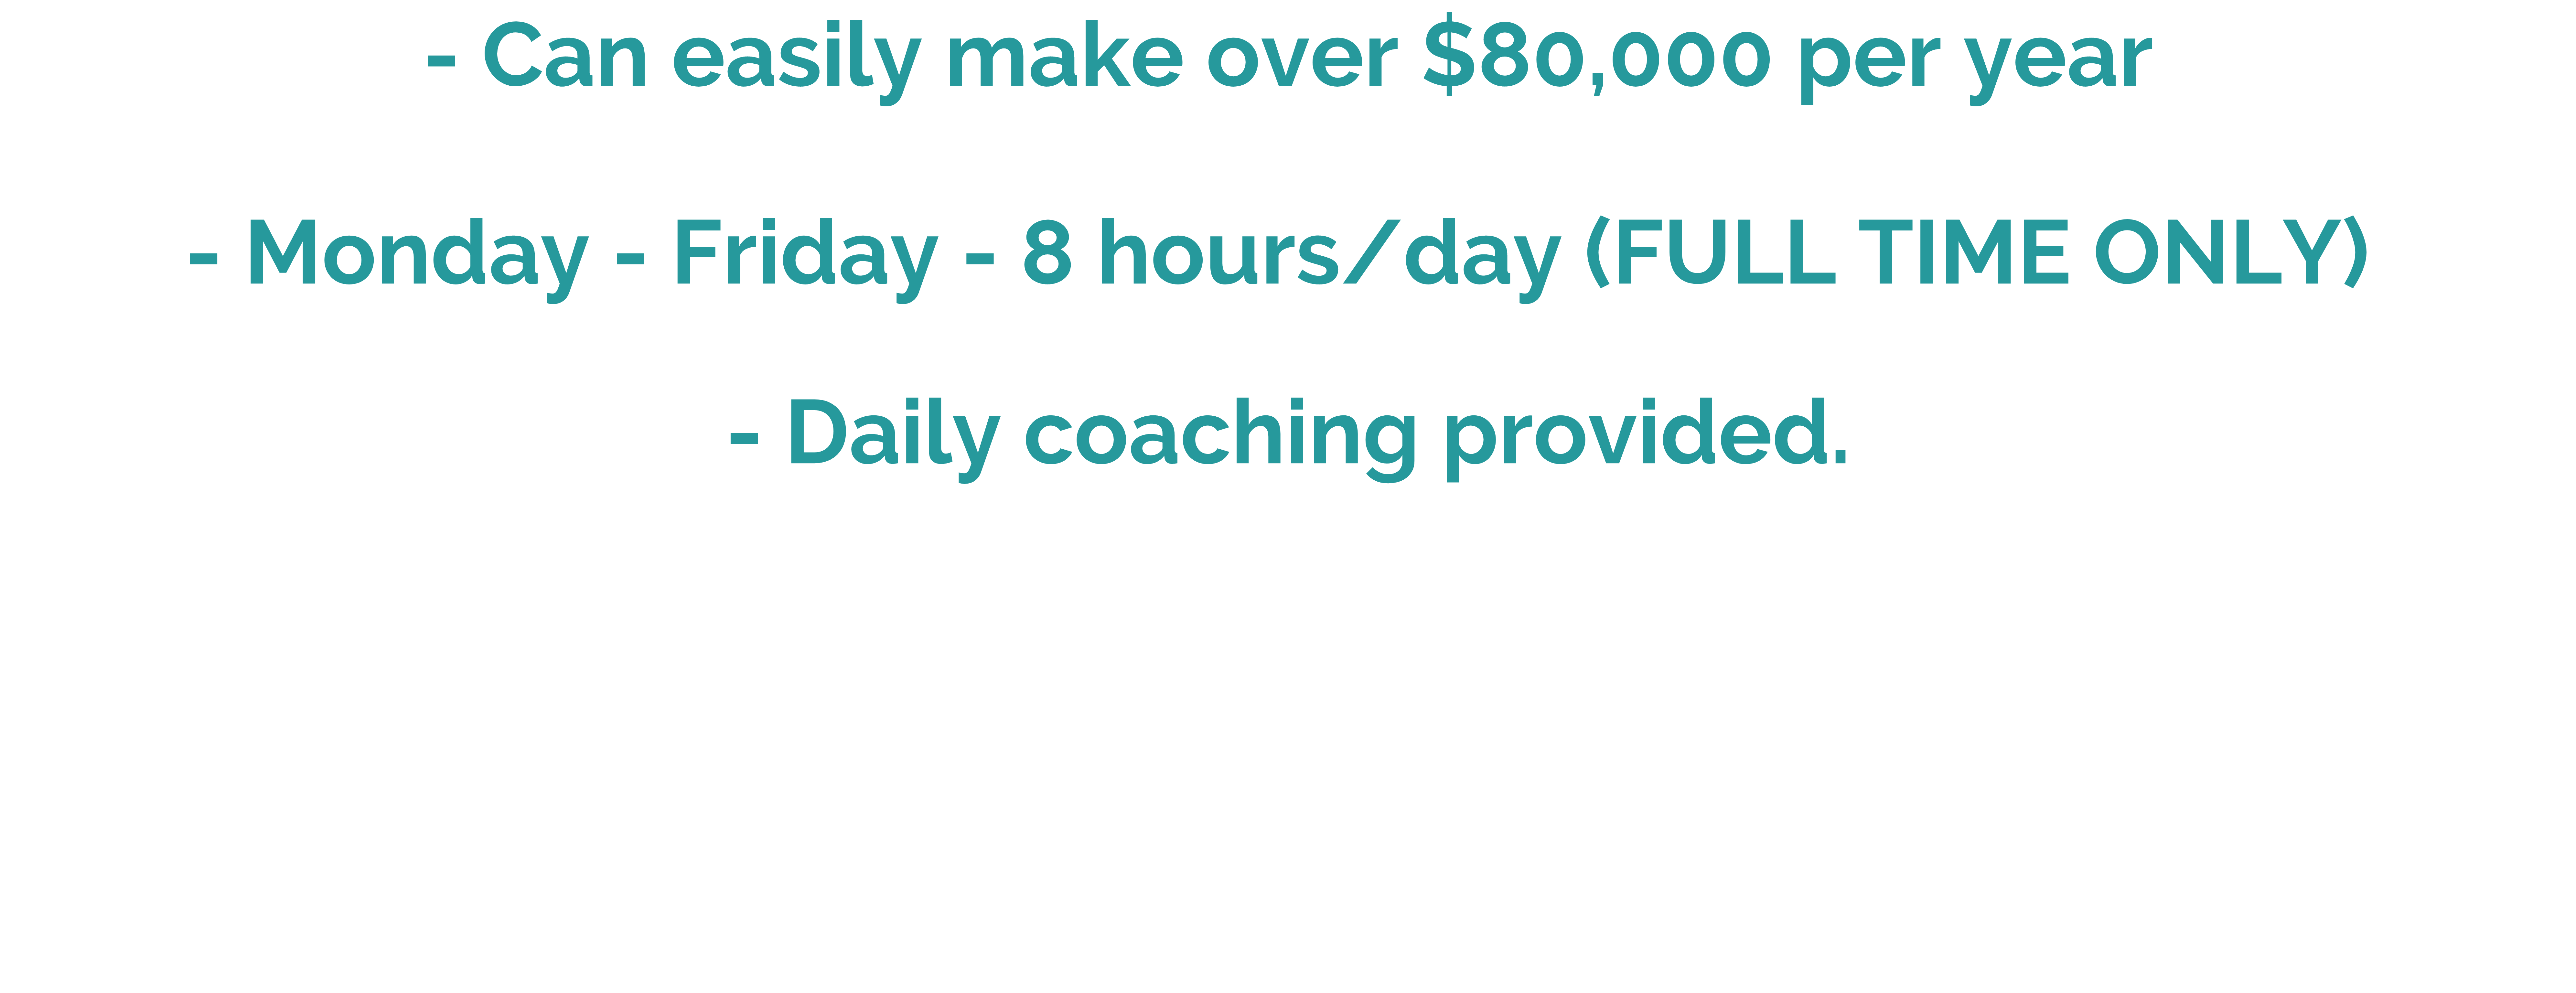 - Can easily make over $80,000 per year
- Monday - Friday - 8 hours/day (FULL TIME ONLY)
- Daily coaching provided.